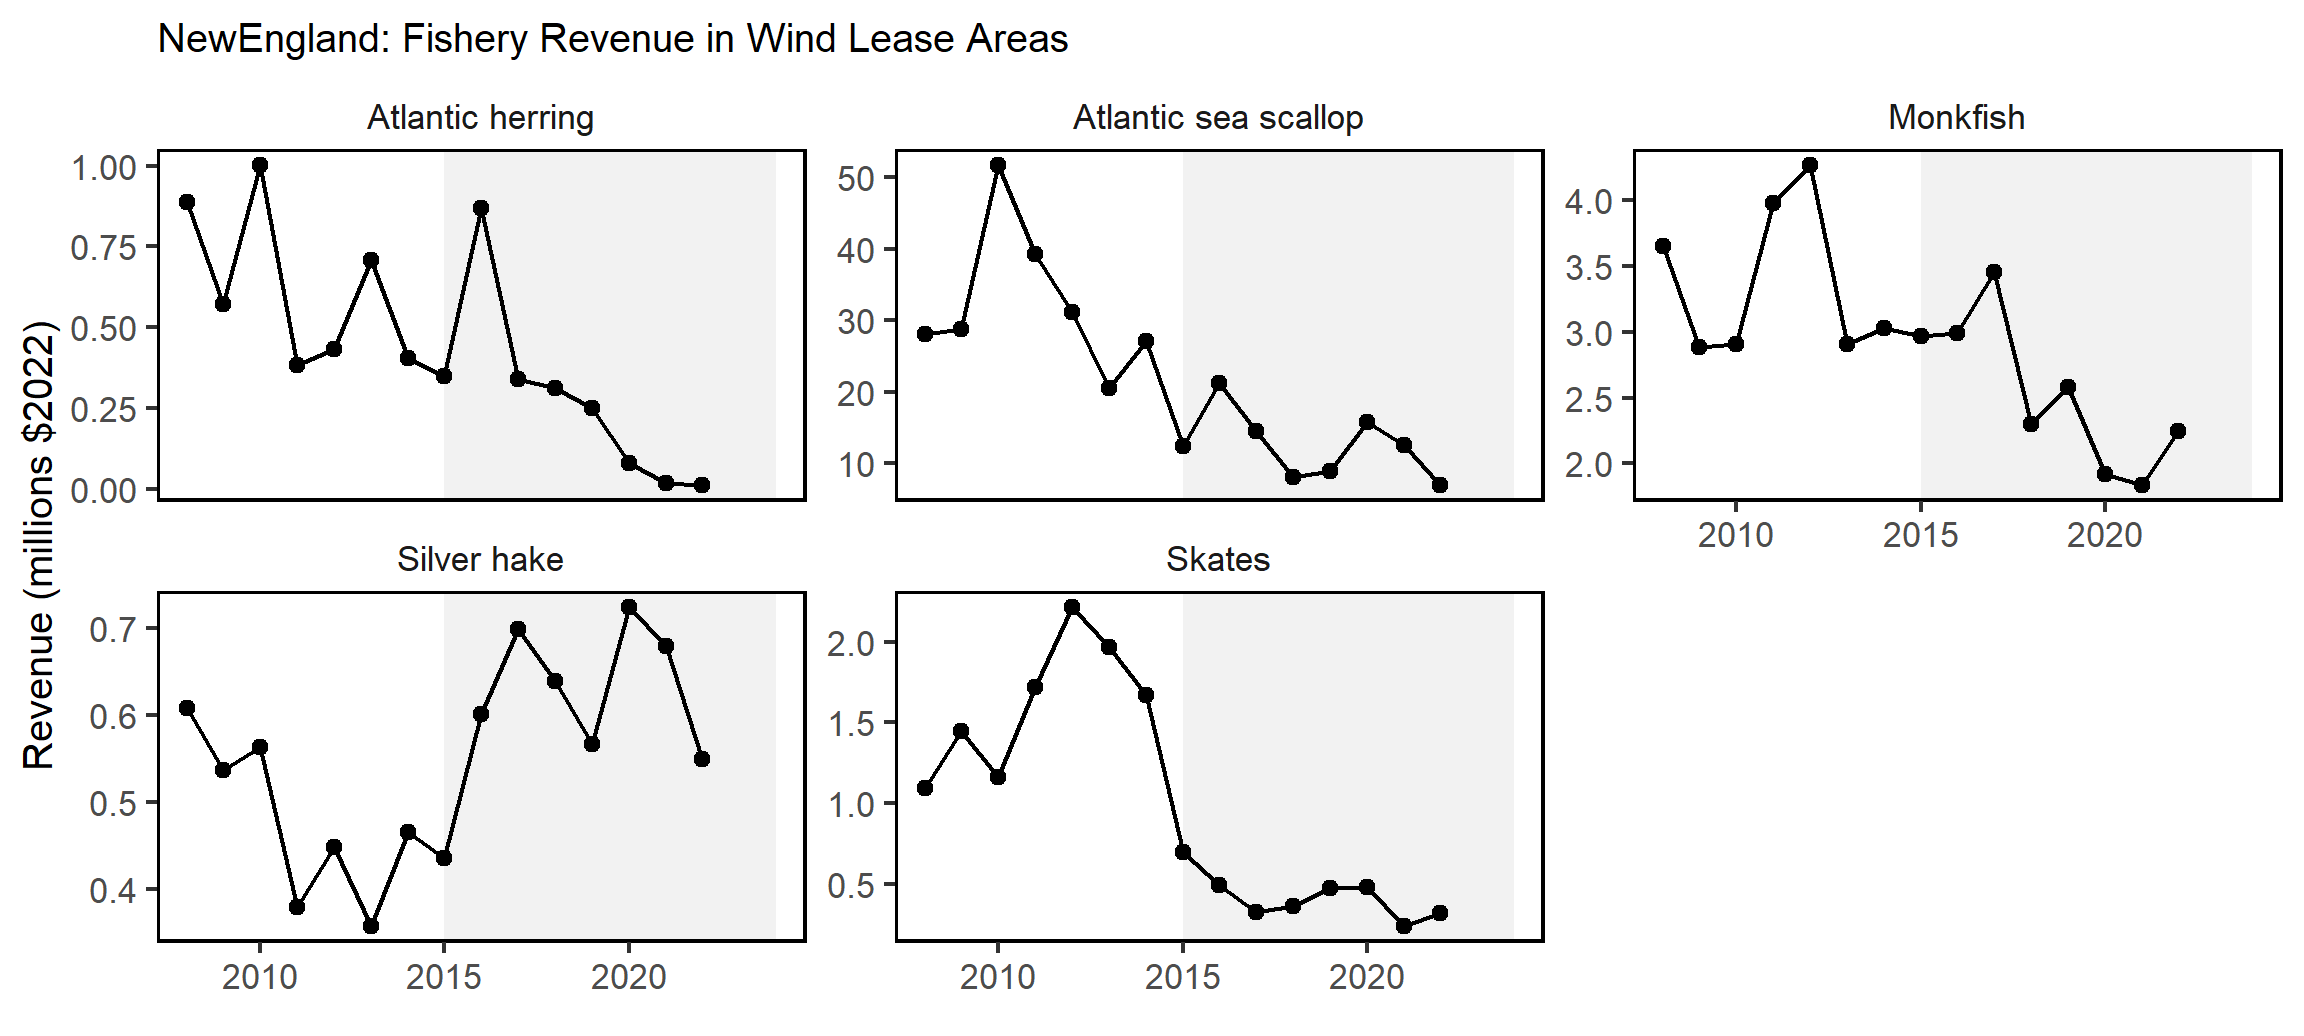 NewEngland: Fishery Revenue in Wind Lease Areas
Revenue (millions $2022)
Atlantic herring
1.00
0.75
0.50
0.25
0.00
Atlantic sea scallop
50
40
30
20
10
Monkfish
4.0
3.5
3.0
2.5
2.0
2010 2015 2020
Silver hake
0.7
0.6
0.5
0.4
2010 2015 2020
Skates
2.0
1.5
1.0
0.5
2010 2015 2020